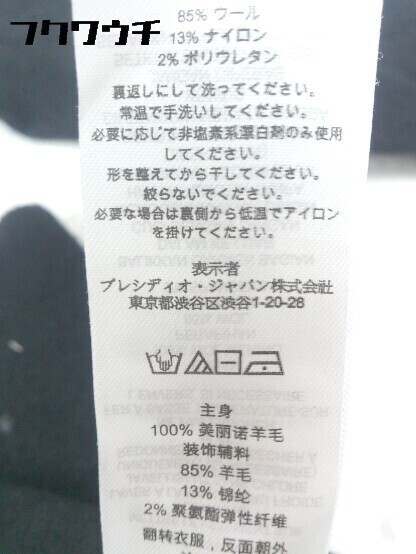 フクワウチ
85% ウール
13% ナイロン
2% ポリウレタン
裏返しにして洗ってください。
常温で手洗いしてください。
必要に応じて非塩素系漂白剤のみ使用
してください。
形を整えてから干してください。
絞らないでください。
必要な場合は裏側から低温でアイロン
を掛けてください。
表示者
プレシディオ・ジャパン株式会社
東京都渋谷区渋谷1-20-28
主身
100% 美丽诺羊毛
装饰辅料
85% 羊毛
13% 锦纶
2% 聚氨酯弹性纤维
翻转衣服，反面朝外